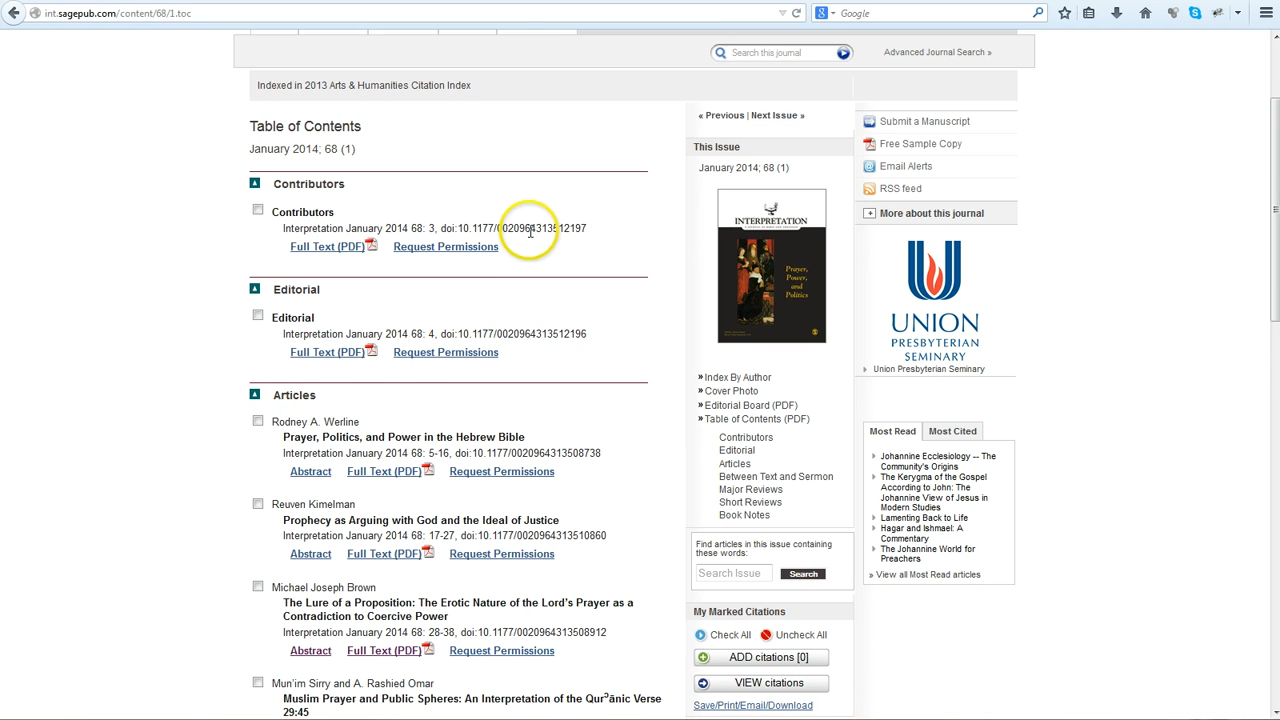 int.sagepub.com/content/68/1.toc
Google
Search this journal
Advanced Journal Search »
Indexed in 2013 Arts & Humanities Citation Index
Table of Contents
January 2014; 68 (1)
Contributors
Contributors
Interpretation January 2014 68: 3, doi:10.1177/0020964313512197
Full Text (PDF)
Request Permissions
Editorial
Editorial
Interpretation January 2014 68: 4, doi:10.1177/0020964313512196
Full Text (PDF)
Request Permissions
Articles
Rodney A. Werline
Prayer, Politics, and Power in the Hebrew Bible
Interpretation January 2014 68: 5-16, doi:10.1177/0020964313508738
Abstract
Full Text (PDF)
Request Permissions
Reuven Kimelman
Prophecy as Arguing with God and the Ideal of Justice
Interpretation January 2014 68: 17-27, doi:10.1177/0020964313510860
Abstract
Full Text (PDF)
Request Permissions
Michael Joseph Brown
The Lure of a Proposition: The Erotic Nature of the Lord's Prayer as a
Contradiction to Coercive Power
Interpretation January 2014 68: 28-38, doi:10.1177/0020964313508912
Abstract
Full Text (PDF)
Request Permissions
Mun'im Sirry and A. Rashied Omar
Muslim Prayer and Public Spheres: An Interpretation of the Qurʾānic Verse
29:45
« Previous | Next Issue »
This Issue
January 2014; 68 (1)
INTERPRETATION
Prayer,
Power,
and
Politics
» Index By Author
» Cover Photo
» Editorial Board (PDF)
» Table of Contents (PDF)
Contributors
Editorial
Articles
Between Text and Sermon
Major Reviews
Short Reviews
Book Notes
Find articles in this issue containing
these words:
Search Issue
Search
My Marked Citations
Check All
Uncheck All
ADD citations [0]
VIEW citations
Save/Print/Email/Download
Submit a Manuscript
Free Sample Copy
Email Alerts
RSS feed
More about this journal
UNION
PRESBYTERIAN
SEMINARY
Union Presbyterian Seminary
Most Read
Most Cited
Johannine Ecclesiology -- The
Community's Origins
The Kerygma of the Gospel
According to John: The
Johannine View of Jesus in
Modern Studies
Lamenting Back to Life
Hagar and Ishmael: A
Commentary
The Johannine World for
Preachers
» View all Most Read articles